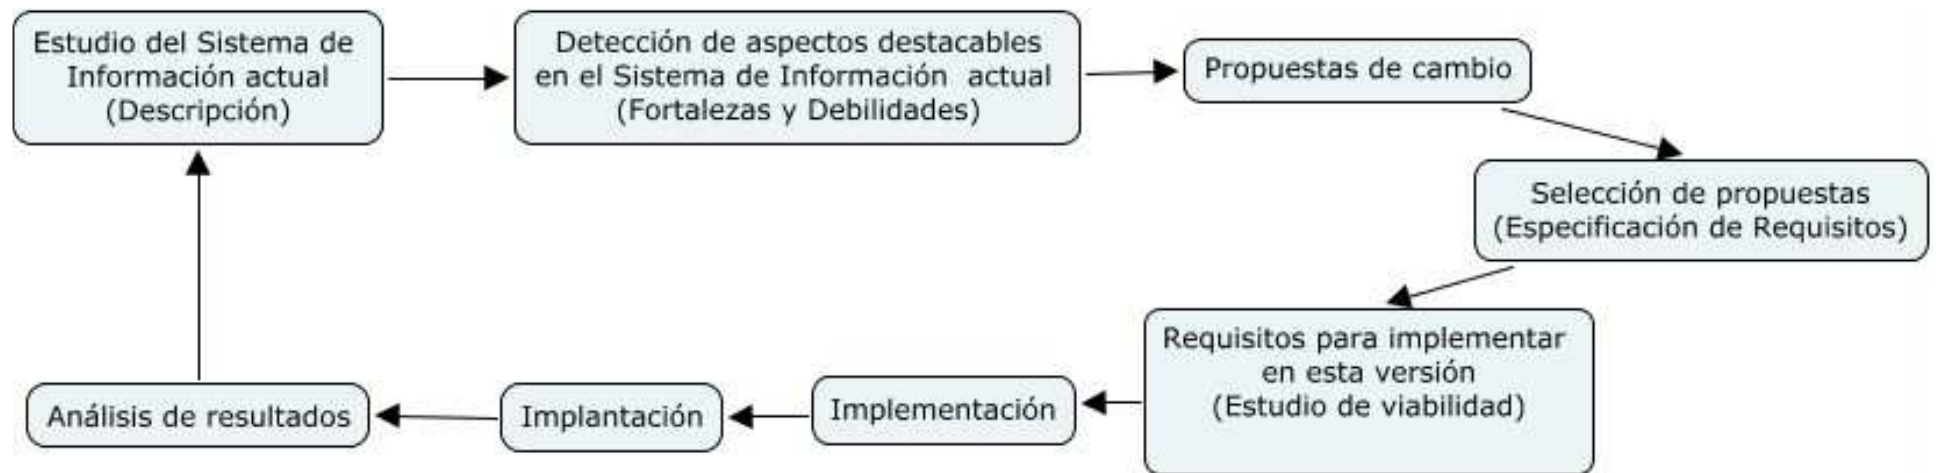 Estudio del Sistema de
Información actual
(Descripción)
Detección de aspectos destacables
en el Sistema de Información actual
(Fortalezas y Debilidades)
Propuestas de cambio
Selección de propuestas
(Especificación de Requisitos)
Requisitos para implementar
en esta versión
(Estudio de viabilidad)
Implementación
Implantación
Análisis de resultados